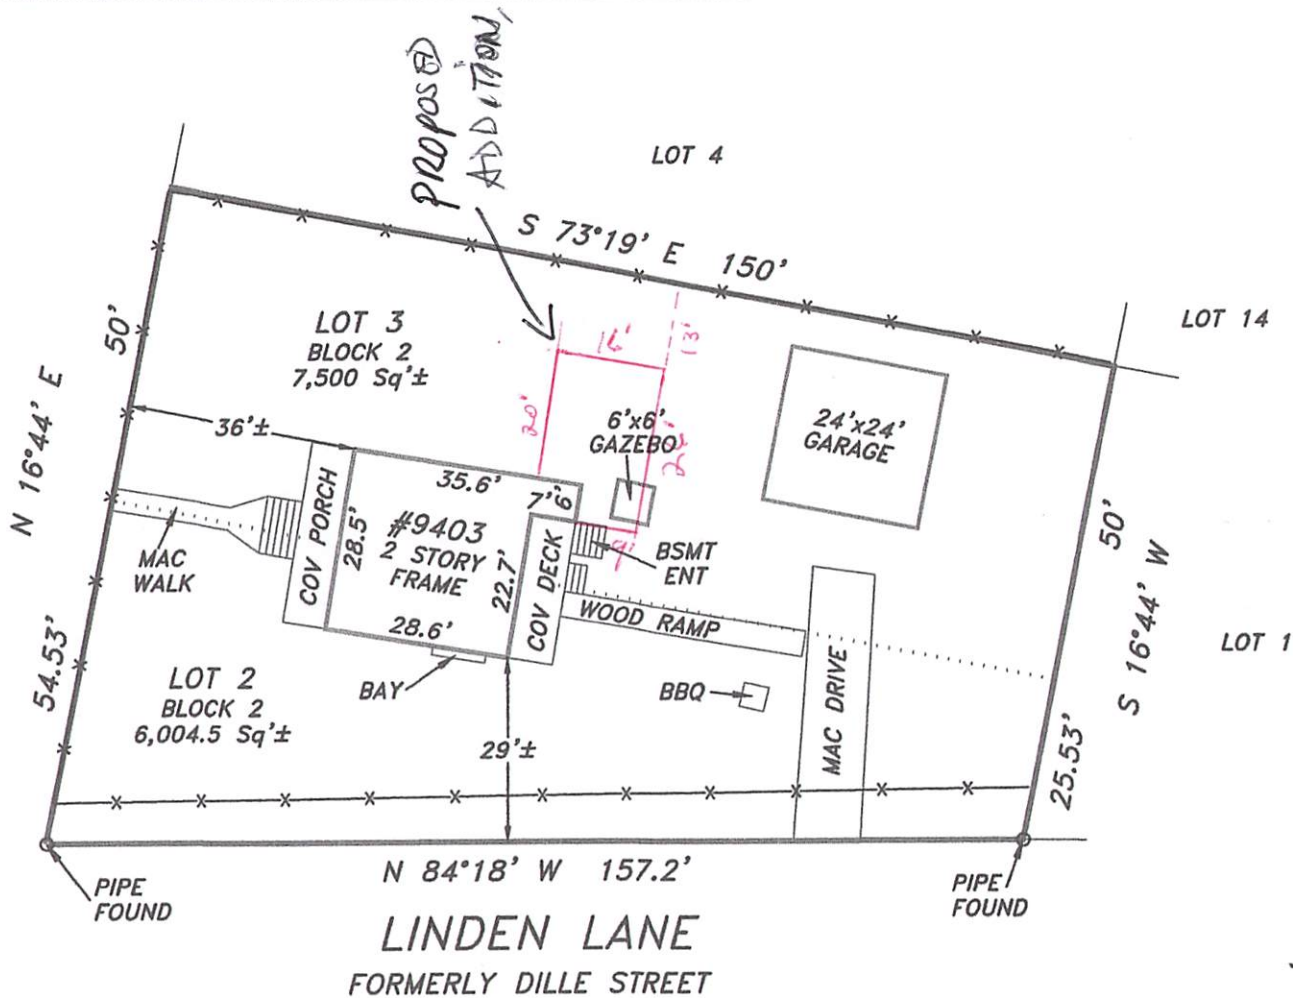 PROPOSED
ADDITION
LOT 4
S 73°19' E 150'
LOT 14
LOT 3
BLOCK 2
7,500 Sq'±
50'
N 16°44' E
13'
20'
36'±
6'x6'
GAZEBO
24'x24'
GARAGE
35.6'
7'
6'
#9403
2 STORY
FRAME
COV PORCH
28.5'
22.7'
COV DECK
MAC
WALK
BSMT
ENT
50'
S 16°44' W
WOOD RAMP
28.6'
LOT 1
54.53'
LOT 2
BLOCK 2
6,004.5 Sq'±
BAY
BBQ
MAC DRIVE
29'±
25.53'
N 84°18' W 157.2'
PIPE
FOUND
PIPE
FOUND
LINDEN LANE
FORMERLY DILLE STREET